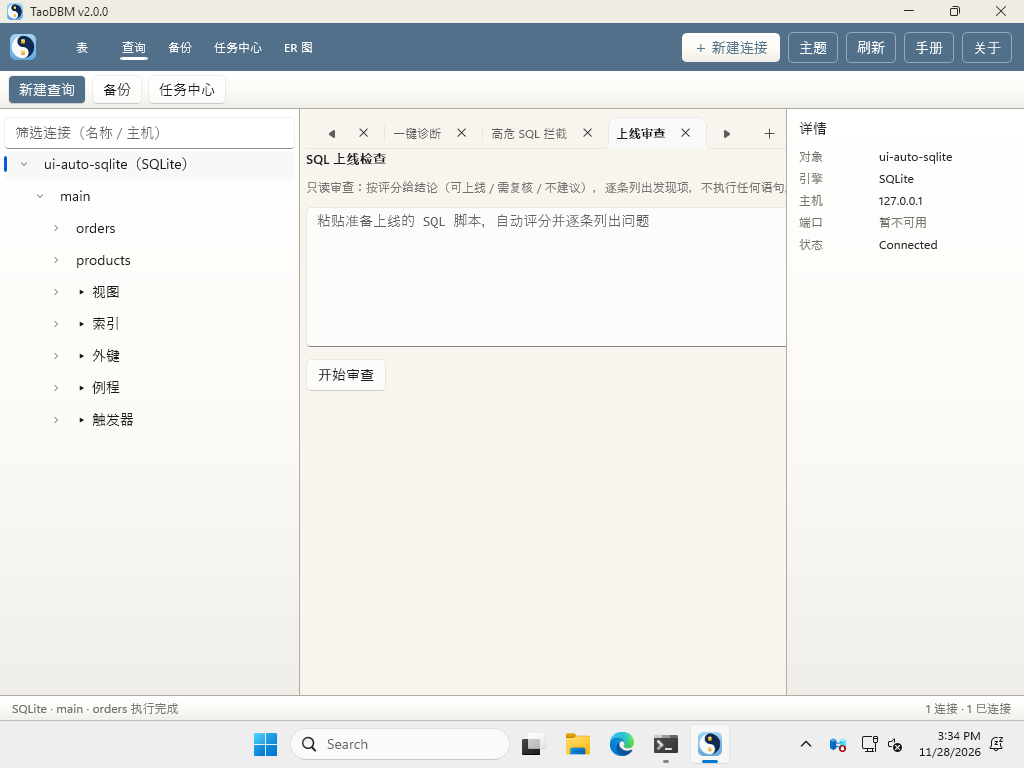 TaoDBM v2.0.0
表 查询 备份 任务中心 ER 图 + 新建连接 主题 刷新 手册 关于
新建查询 备份 任务中心
筛选连接（名称 / 主机）
ui-auto-sqlite（SQLite）
main
orders
products
视图
索引
外键
例程
触发器
一键诊断 高危 SQL 拦截 上线审查
SQL 上线检查
只读审查：按评分给结论（可上线 / 需复核 / 不建议），逐条列出发现项，不执行任何语句。
粘贴准备上线的 SQL 脚本，自动评分并逐条列出问题
开始审查
详情
对象 ui-auto-sqlite
引擎 SQLite
主机 127.0.0.1
端口 暂不可用
状态 Connected
SQLite · main · orders 执行完成
1 连接 · 1 已连接
Search
3:34 PM
11/28/2026